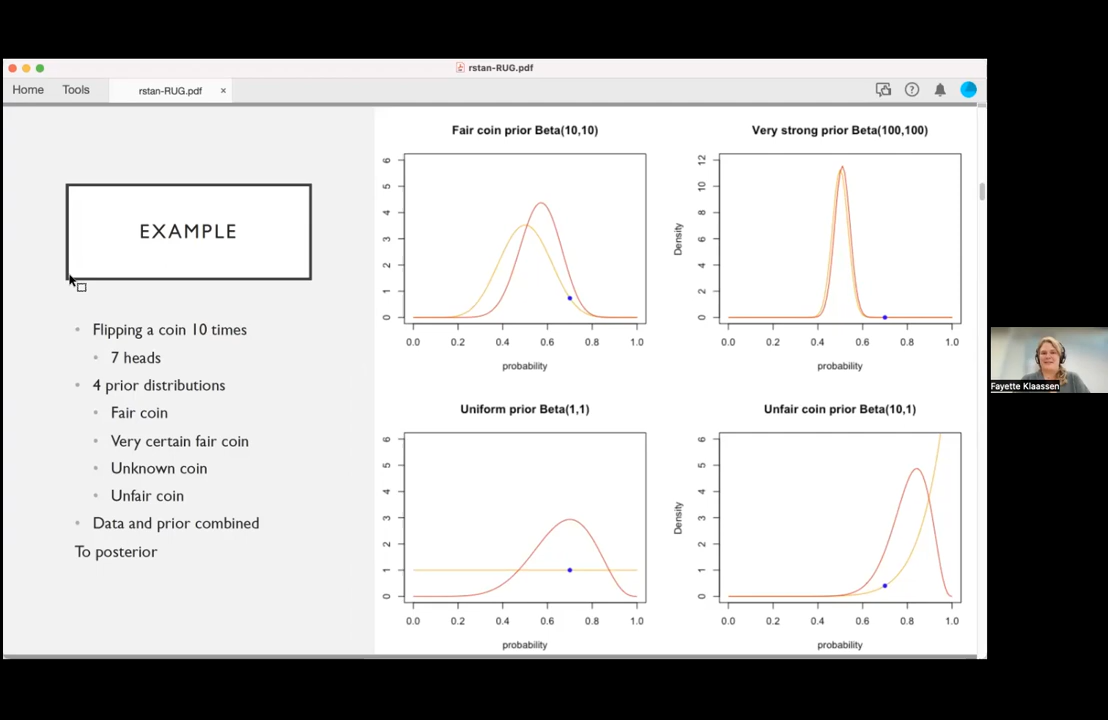 rstan-RUG.pdf
Home
Tools
rstan-RUG.pdf ×
EXAMPLE
• Flipping a coin 10 times
• 7 heads
• 4 prior distributions
• Fair coin
• Very certain fair coin
• Unknown coin
• Unfair coin
• Data and prior combined
To posterior
Fair coin prior Beta(10,10)
6
5
4
3
2
1
0
0.0 0.2 0.4 0.6 0.8 1.0
probability
Very strong prior Beta(100,100)
Density
12
10
8
6
4
2
0
0.0 0.2 0.4 0.6 0.8 1.0
probability
Uniform prior Beta(1,1)
6
5
4
3
2
1
0
0.0 0.2 0.4 0.6 0.8 1.0
probability
Unfair coin prior Beta(10,1)
Density
6
5
4
3
2
1
0
0.0 0.2 0.4 0.6 0.8 1.0
probability
Fayette Klaassen